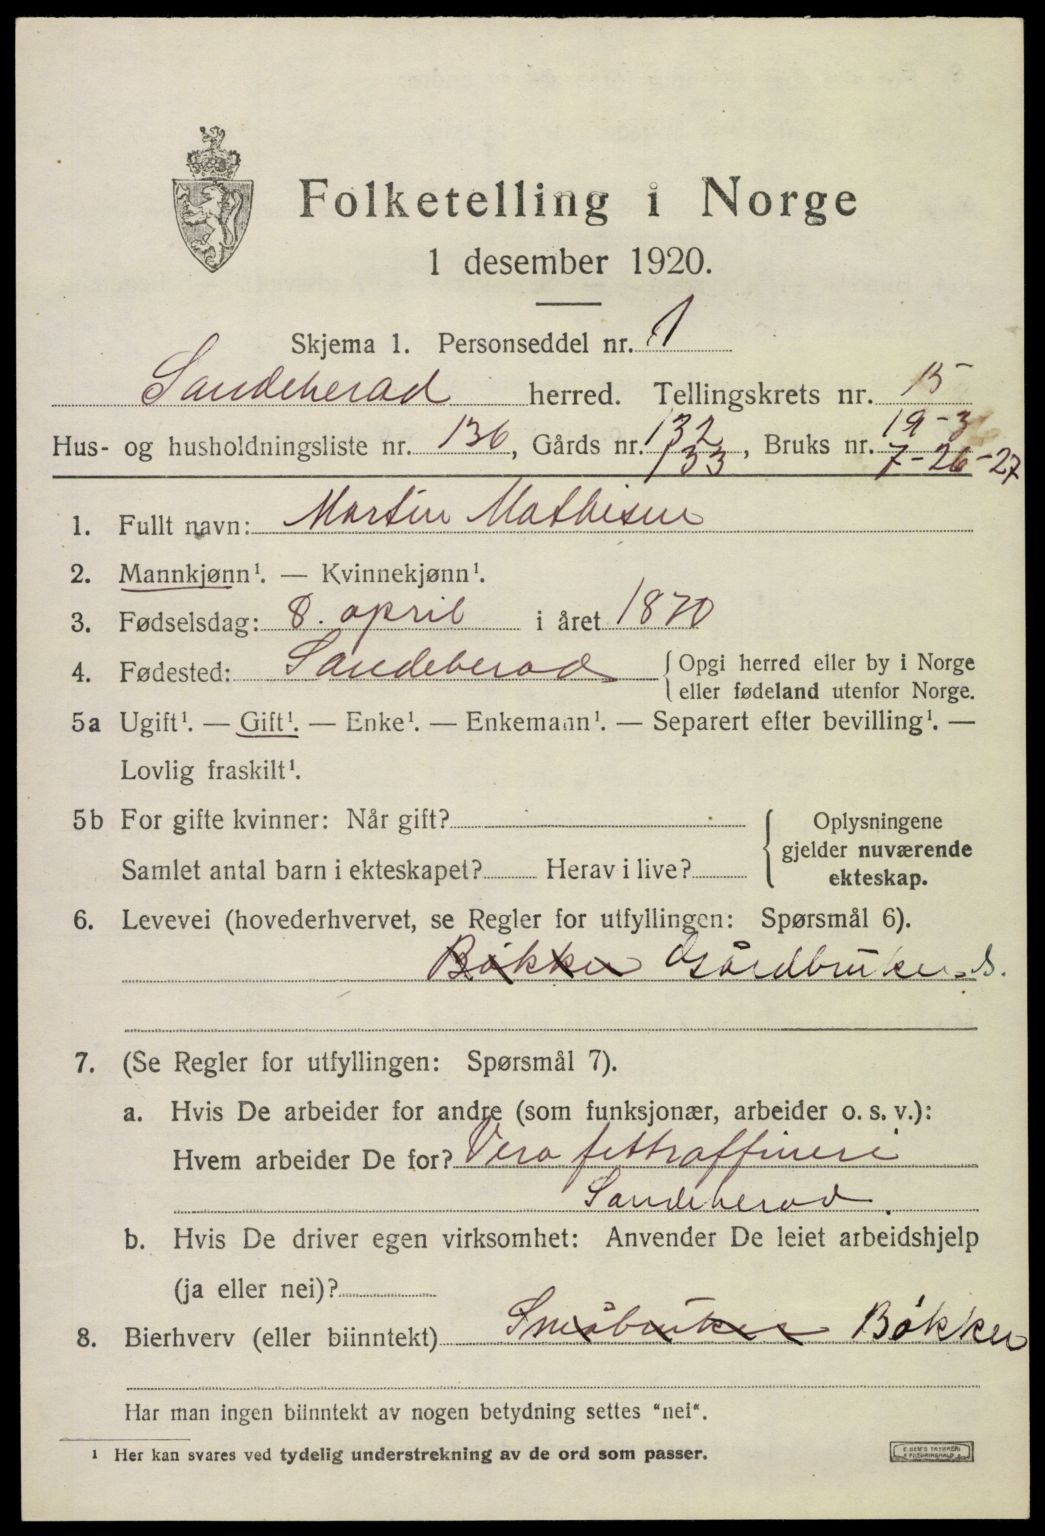 Folketelling i Norge
1 desember 1920.
Skjema 1. Personseddel nr. 1
Sandeherad herred. Tellingskrets nr. 15
Hus- og husholdningsliste nr. 136, Gårds nr. 132 133, Bruks nr. 19-3 7-26-27
1. Fullt navn: Martin Mathisen
2. Mannkjønn¹. — Kvinnekjønn¹.
3. Fødselsdag: 8. april i året 1870
4. Fødested: Sandeherad { Opgi herred eller by i Norge
eller fødeland utenfor Norge.
5a Ugift¹. — Gift¹. — Enke¹. — Enkemann¹. — Separert efter bevilling¹. —
Lovlig fraskilt¹.
5b For gifte kvinner: Når gift?
Samlet antal barn i ekteskapet? Herav i live?
{ Oplysningene
gjelder nuværende
ekteskap.
6. Levevei (hovederhvervet, se Regler for utfyllingen: Spørsmål 6).
Bøkker Gårdbruker s.
7. (Se Regler for utfyllingen: Spørsmål 7).
a. Hvis De arbeider for andre (som funksjonær, arbeider o. s. v.):
Hvem arbeider De for? Vera fettraffineri
Sandeherad.
b. Hvis De driver egen virksomhet: Anvender De leiet arbeidshjelp
(ja eller nei)?
8. Bierhverv (eller biinntekt) Småbruker Bøkker
Har man ingen biinntekt av nogen betydning settes "nei".
¹ Her kan svares ved tydelig understrekning av de ord som passer.